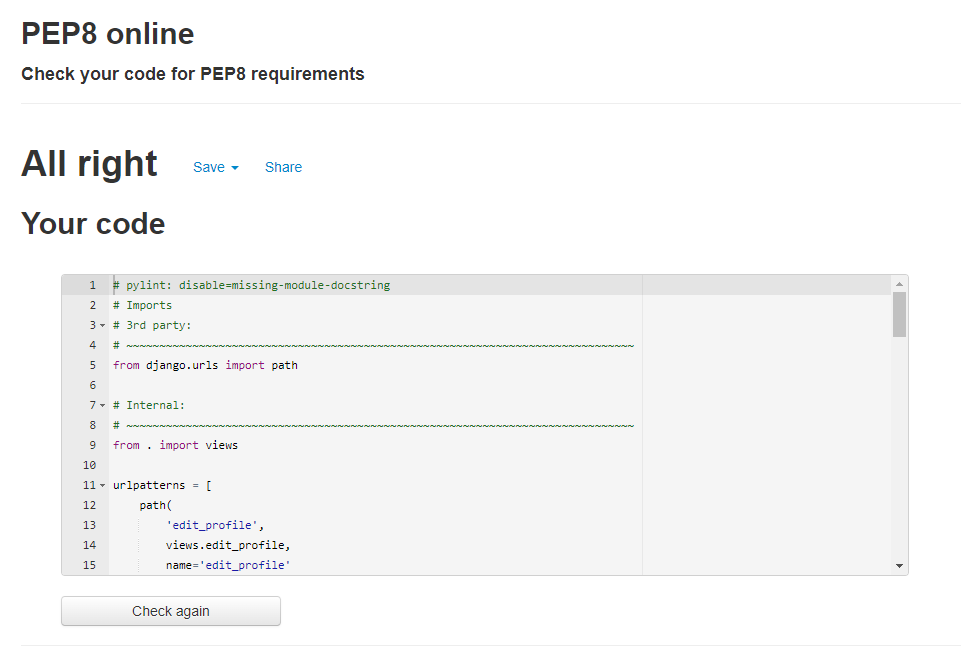 PEP8 online
Check your code for PEP8 requirements
All right Save Share
Your code
1 # pylint: disable=missing-module-docstring
2 # Imports
3 # 3rd party:
4 # ~~~~~~~~~~~~~~~~~~~~~~~~~~~~~~~~~~~~~~~~~~~~~~~~~~~~~~~~~~~~~~~~~~~~~~~~~~~~~
5 from django.urls import path
6
7 # Internal:
8 # ~~~~~~~~~~~~~~~~~~~~~~~~~~~~~~~~~~~~~~~~~~~~~~~~~~~~~~~~~~~~~~~~~~~~~~~~~~~~~
9 from . import views
10
11 urlpatterns = [
12     path(
13         'edit_profile',
14         views.edit_profile,
15         name='edit_profile'
Check again